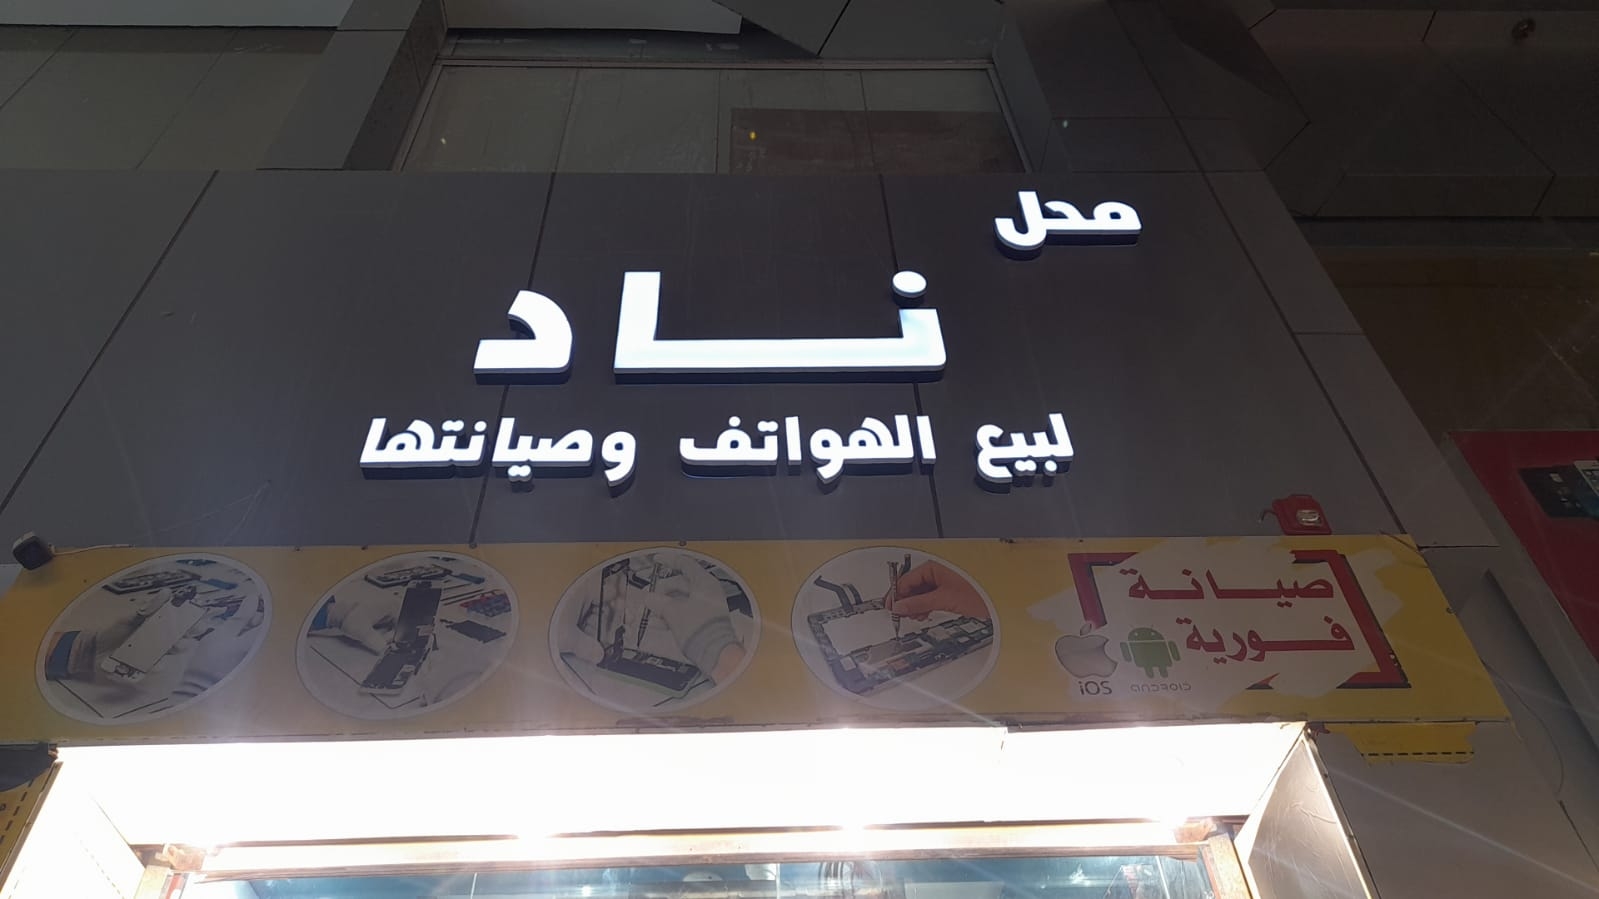 محل
ناد
لبيع الهواتف وصيانتها
صيانة
فورية
iOS
ANDROID